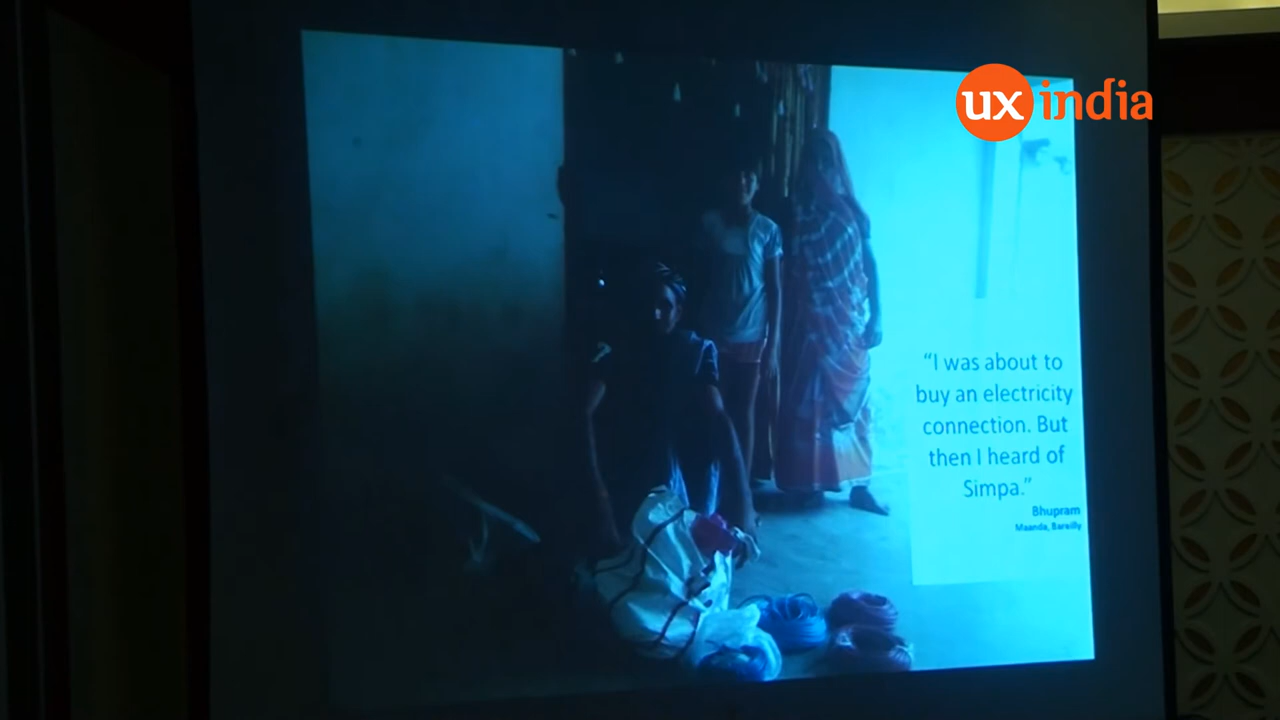 ux india
“I was about to
buy an electricity
connection. But
then I heard of
Simpa.”
Bhupram
Maanda, Bareilly